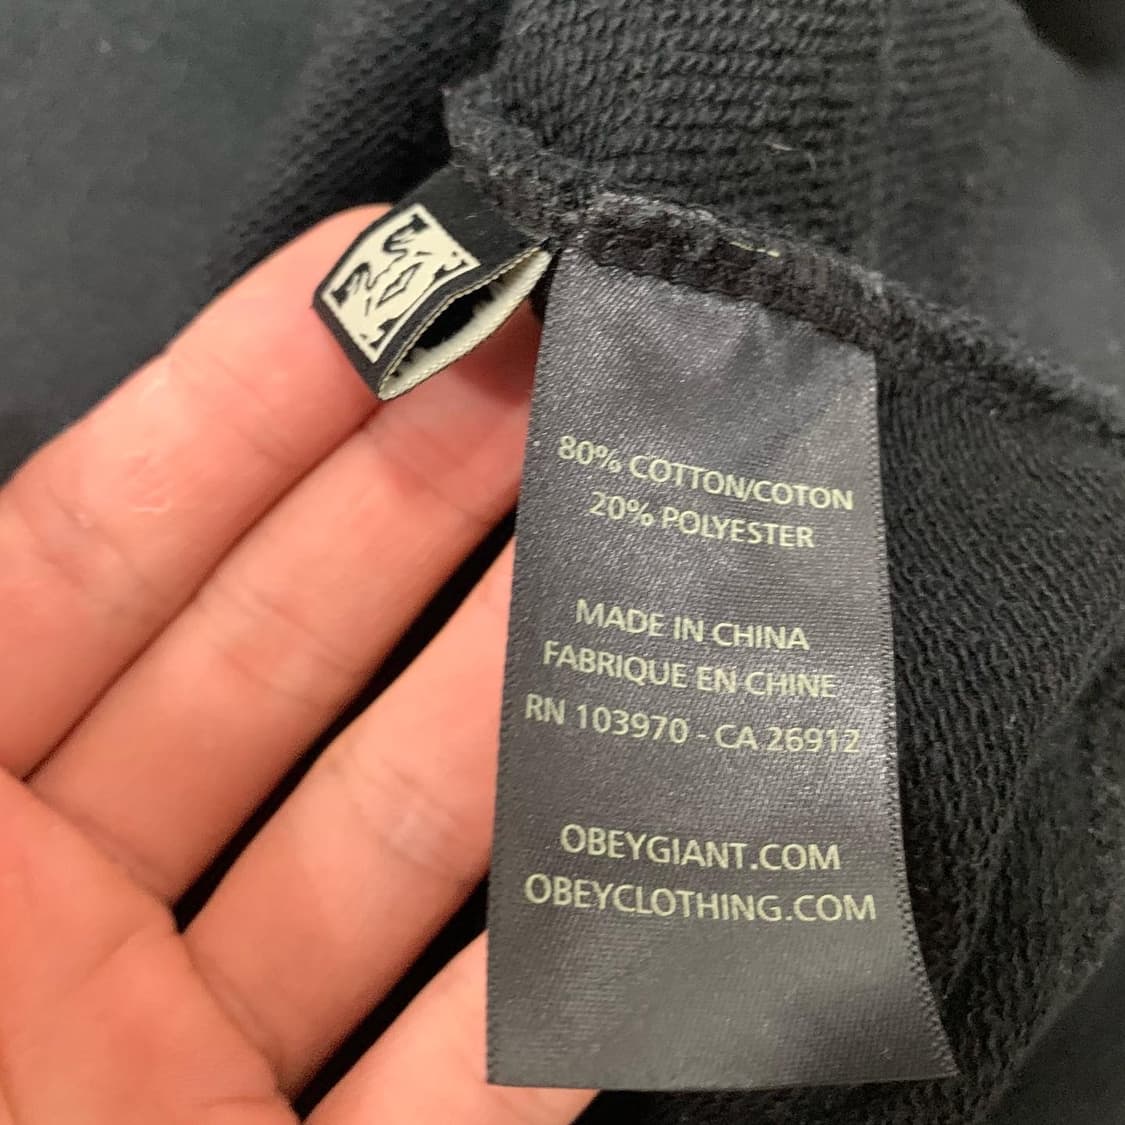 80% COTTON/COTON
20% POLYESTER
MADE IN CHINA
FABRIQUE EN CHINE
RN 103970 - CA 26912
OBEYGIANT.COM
OBEYCLOTHING.COM